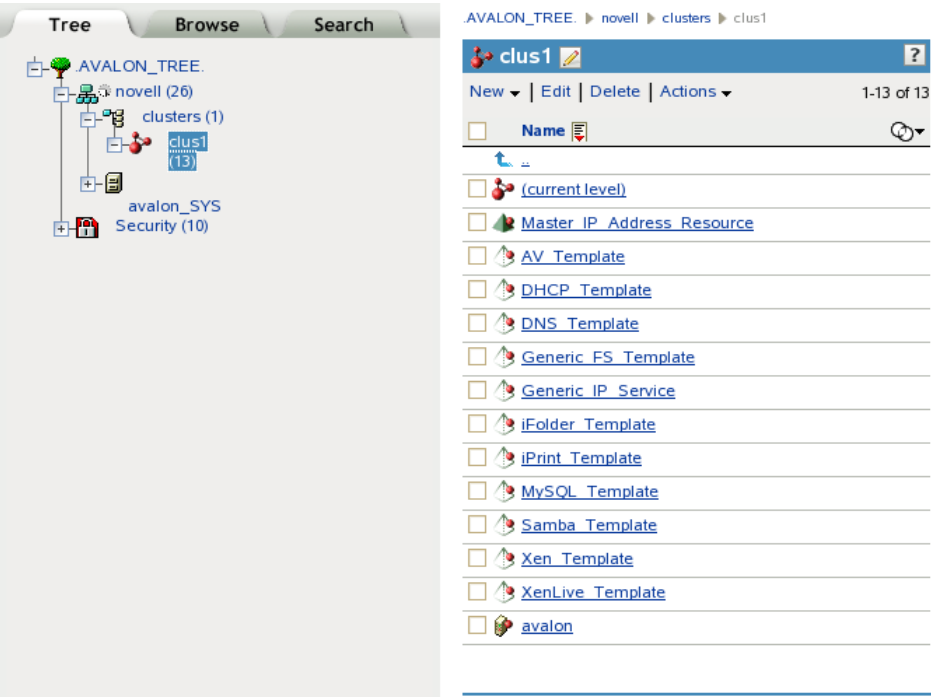 Tree Browse Search
.AVALON_TREE.
novell (26)
clusters (1)
clus1
(13)
avalon_SYS
Security (10)
.AVALON_TREE. novell clusters clus1
clus1 ?
New Edit | Delete | Actions 1-13 of 13
Name
..
(current level)
Master_IP_Address_Resource
AV_Template
DHCP_Template
DNS_Template
Generic_FS_Template
Generic_IP_Service
iFolder_Template
iPrint_Template
MySQL_Template
Samba_Template
Xen_Template
XenLive_Template
avalon